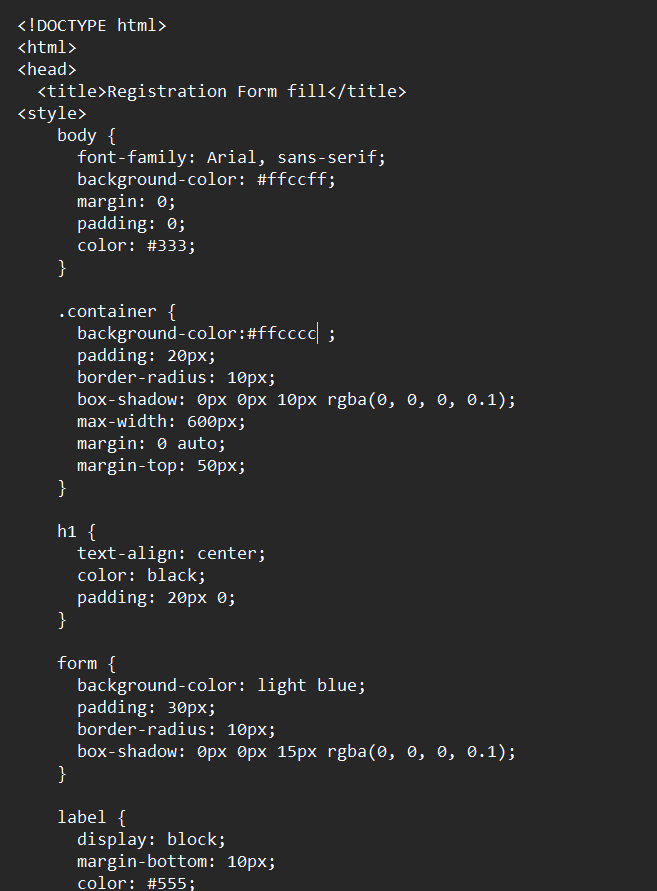 <!DOCTYPE html>
<html>
<head>
  <title>Registration Form fill</title>
<style>
    body {
      font-family: Arial, sans-serif;
      background-color: #ffccff;
      margin: 0;
      padding: 0;
      color: #333;
    }

    .container {
      background-color:#ffcccc ;
      padding: 20px;
      border-radius: 10px;
      box-shadow: 0px 0px 10px rgba(0, 0, 0, 0.1);
      max-width: 600px;
      margin: 0 auto;
      margin-top: 50px;
    }

    h1 {
      text-align: center;
      color: black;
      padding: 20px 0;
    }

    form {
      background-color: light blue;
      padding: 30px;
      border-radius: 10px;
      box-shadow: 0px 0px 15px rgba(0, 0, 0, 0.1);
    }

    label {
      display: block;
      margin-bottom: 10px;
      color: #555;